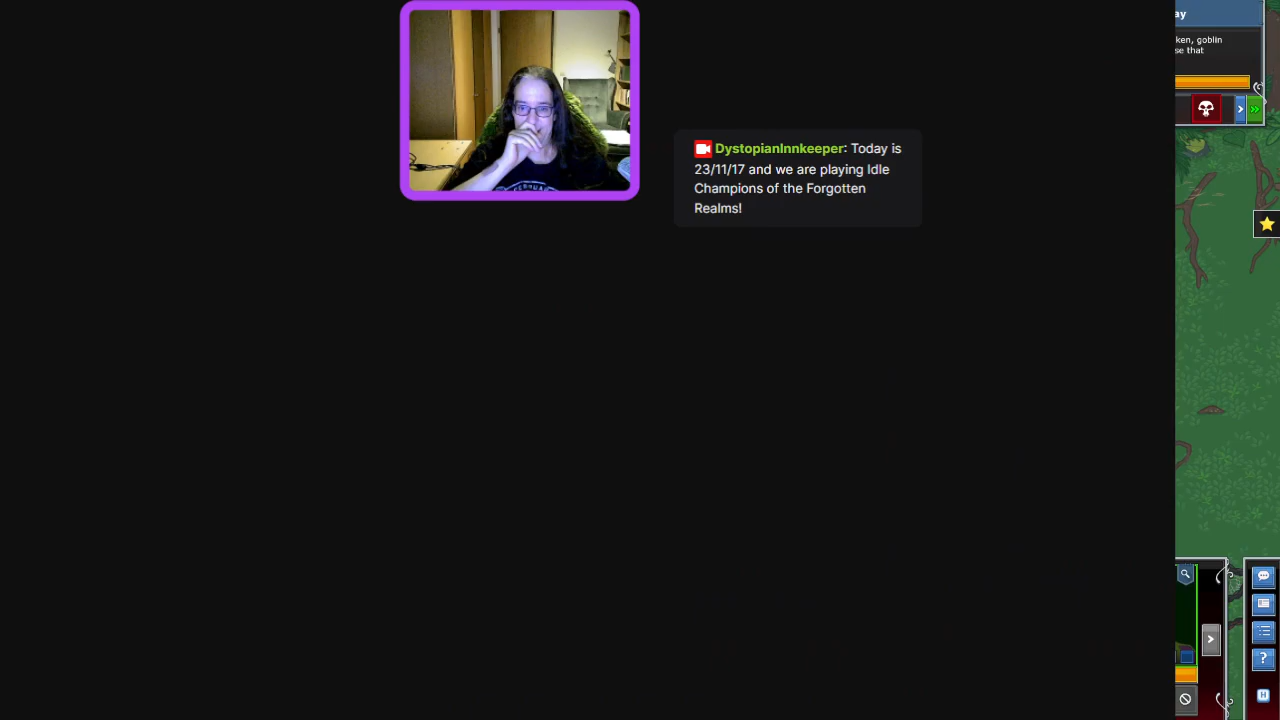 ay
ken, goblin
se that
DystopianInnkeeper: Today is
23/11/17 and we are playing Idle
Champions of the Forgotten
Realms!
?
H